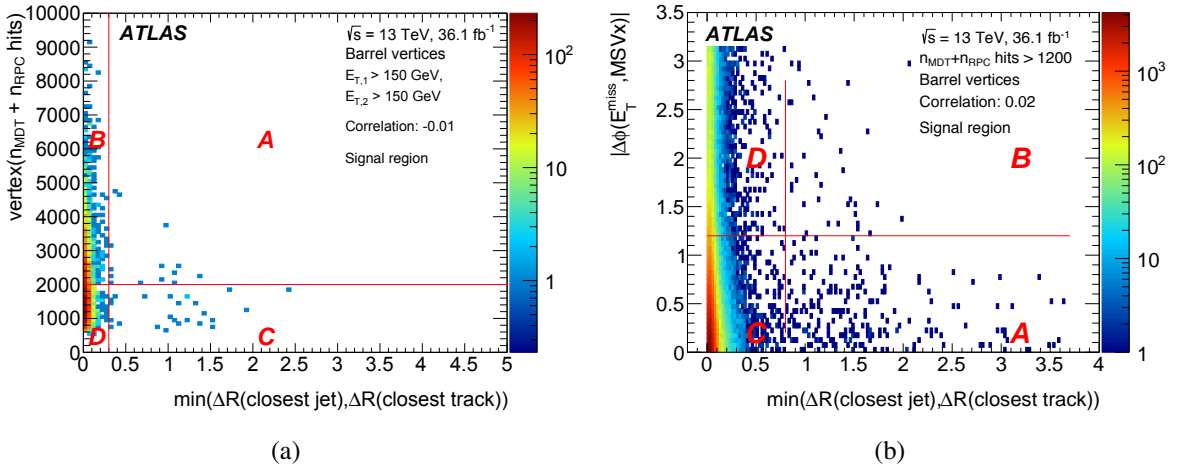 ATLAS
√s = 13 TeV, 36.1 fb⁻¹
Barrel vertices
E_T,1 > 150 GeV,
E_T,2 > 150 GeV
Correlation: -0.01
Signal region
B
A
D
C
vertex(n_MDT + n_RPC hits)
10000
9000
8000
7000
6000
5000
4000
3000
2000
1000
0
0 0.5 1 1.5 2 2.5 3 3.5 4 4.5 5
min(ΔR(closest jet),ΔR(closest track))
10²
10
1
(a)
ATLAS
√s = 13 TeV, 36.1 fb⁻¹
n_MDT+n_RPC hits > 1200
Barrel vertices
Correlation: 0.02
Signal region
D
B
C
A
|Δϕ(E_T^miss, MSVx)|
4
3.5
3
2.5
2
1.5
1
0.5
0
0 0.5 1 1.5 2 2.5 3 3.5 4
min(ΔR(closest jet),ΔR(closest track))
10³
10²
10
1
(b)